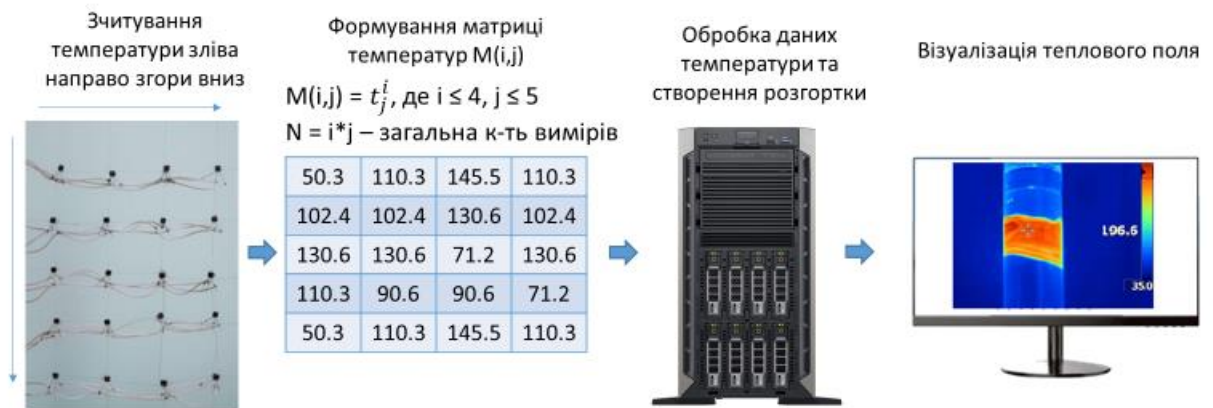 Зчитування
температури зліва
направо згори вниз
Формування матриці
температур M(i,j)
M(i,j) = t_j^i, де i ≤ 4, j ≤ 5
N = i*j – загальна к-ть вимірів
50.3 110.3 145.5 110.3
102.4 102.4 130.6 102.4
130.6 130.6 71.2 130.6
110.3 90.6 90.6 71.2
50.3 110.3 145.5 110.3
Обробка даних
температури та
створення розгортки
Візуалізація теплового поля
196.6
35.0